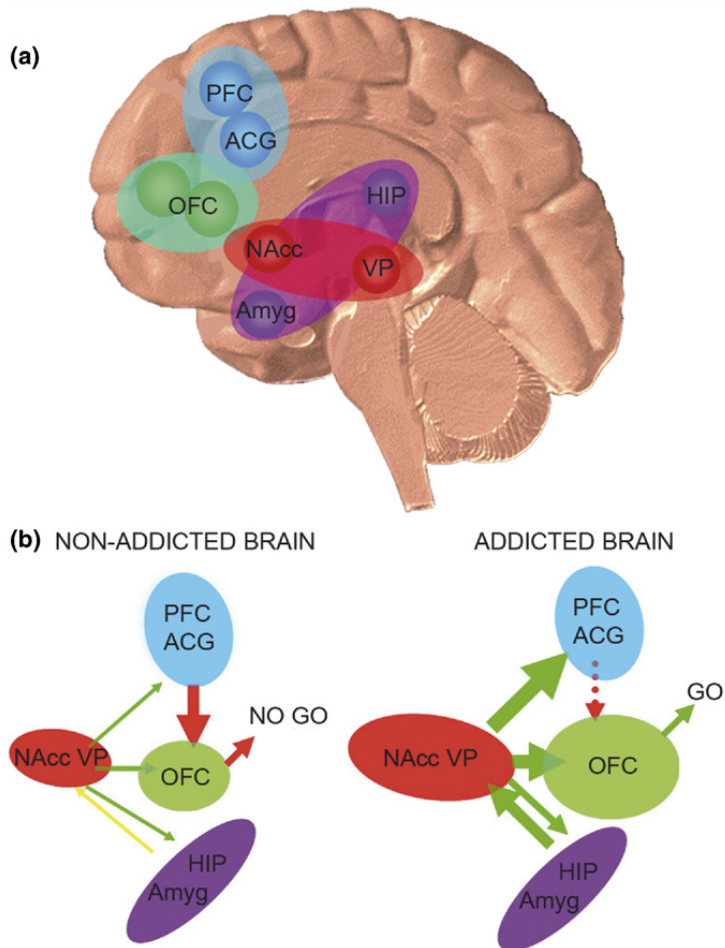 (a)
PFC
ACG
OFC
HIP
NAcc
VP
Amyg
(b)
NON-ADDICTED BRAIN
ADDICTED BRAIN
PFC
ACG
NO GO
NAcc VP
OFC
HIP
Amyg
PFC
ACG
GO
NAcc VP
OFC
HIP
Amyg